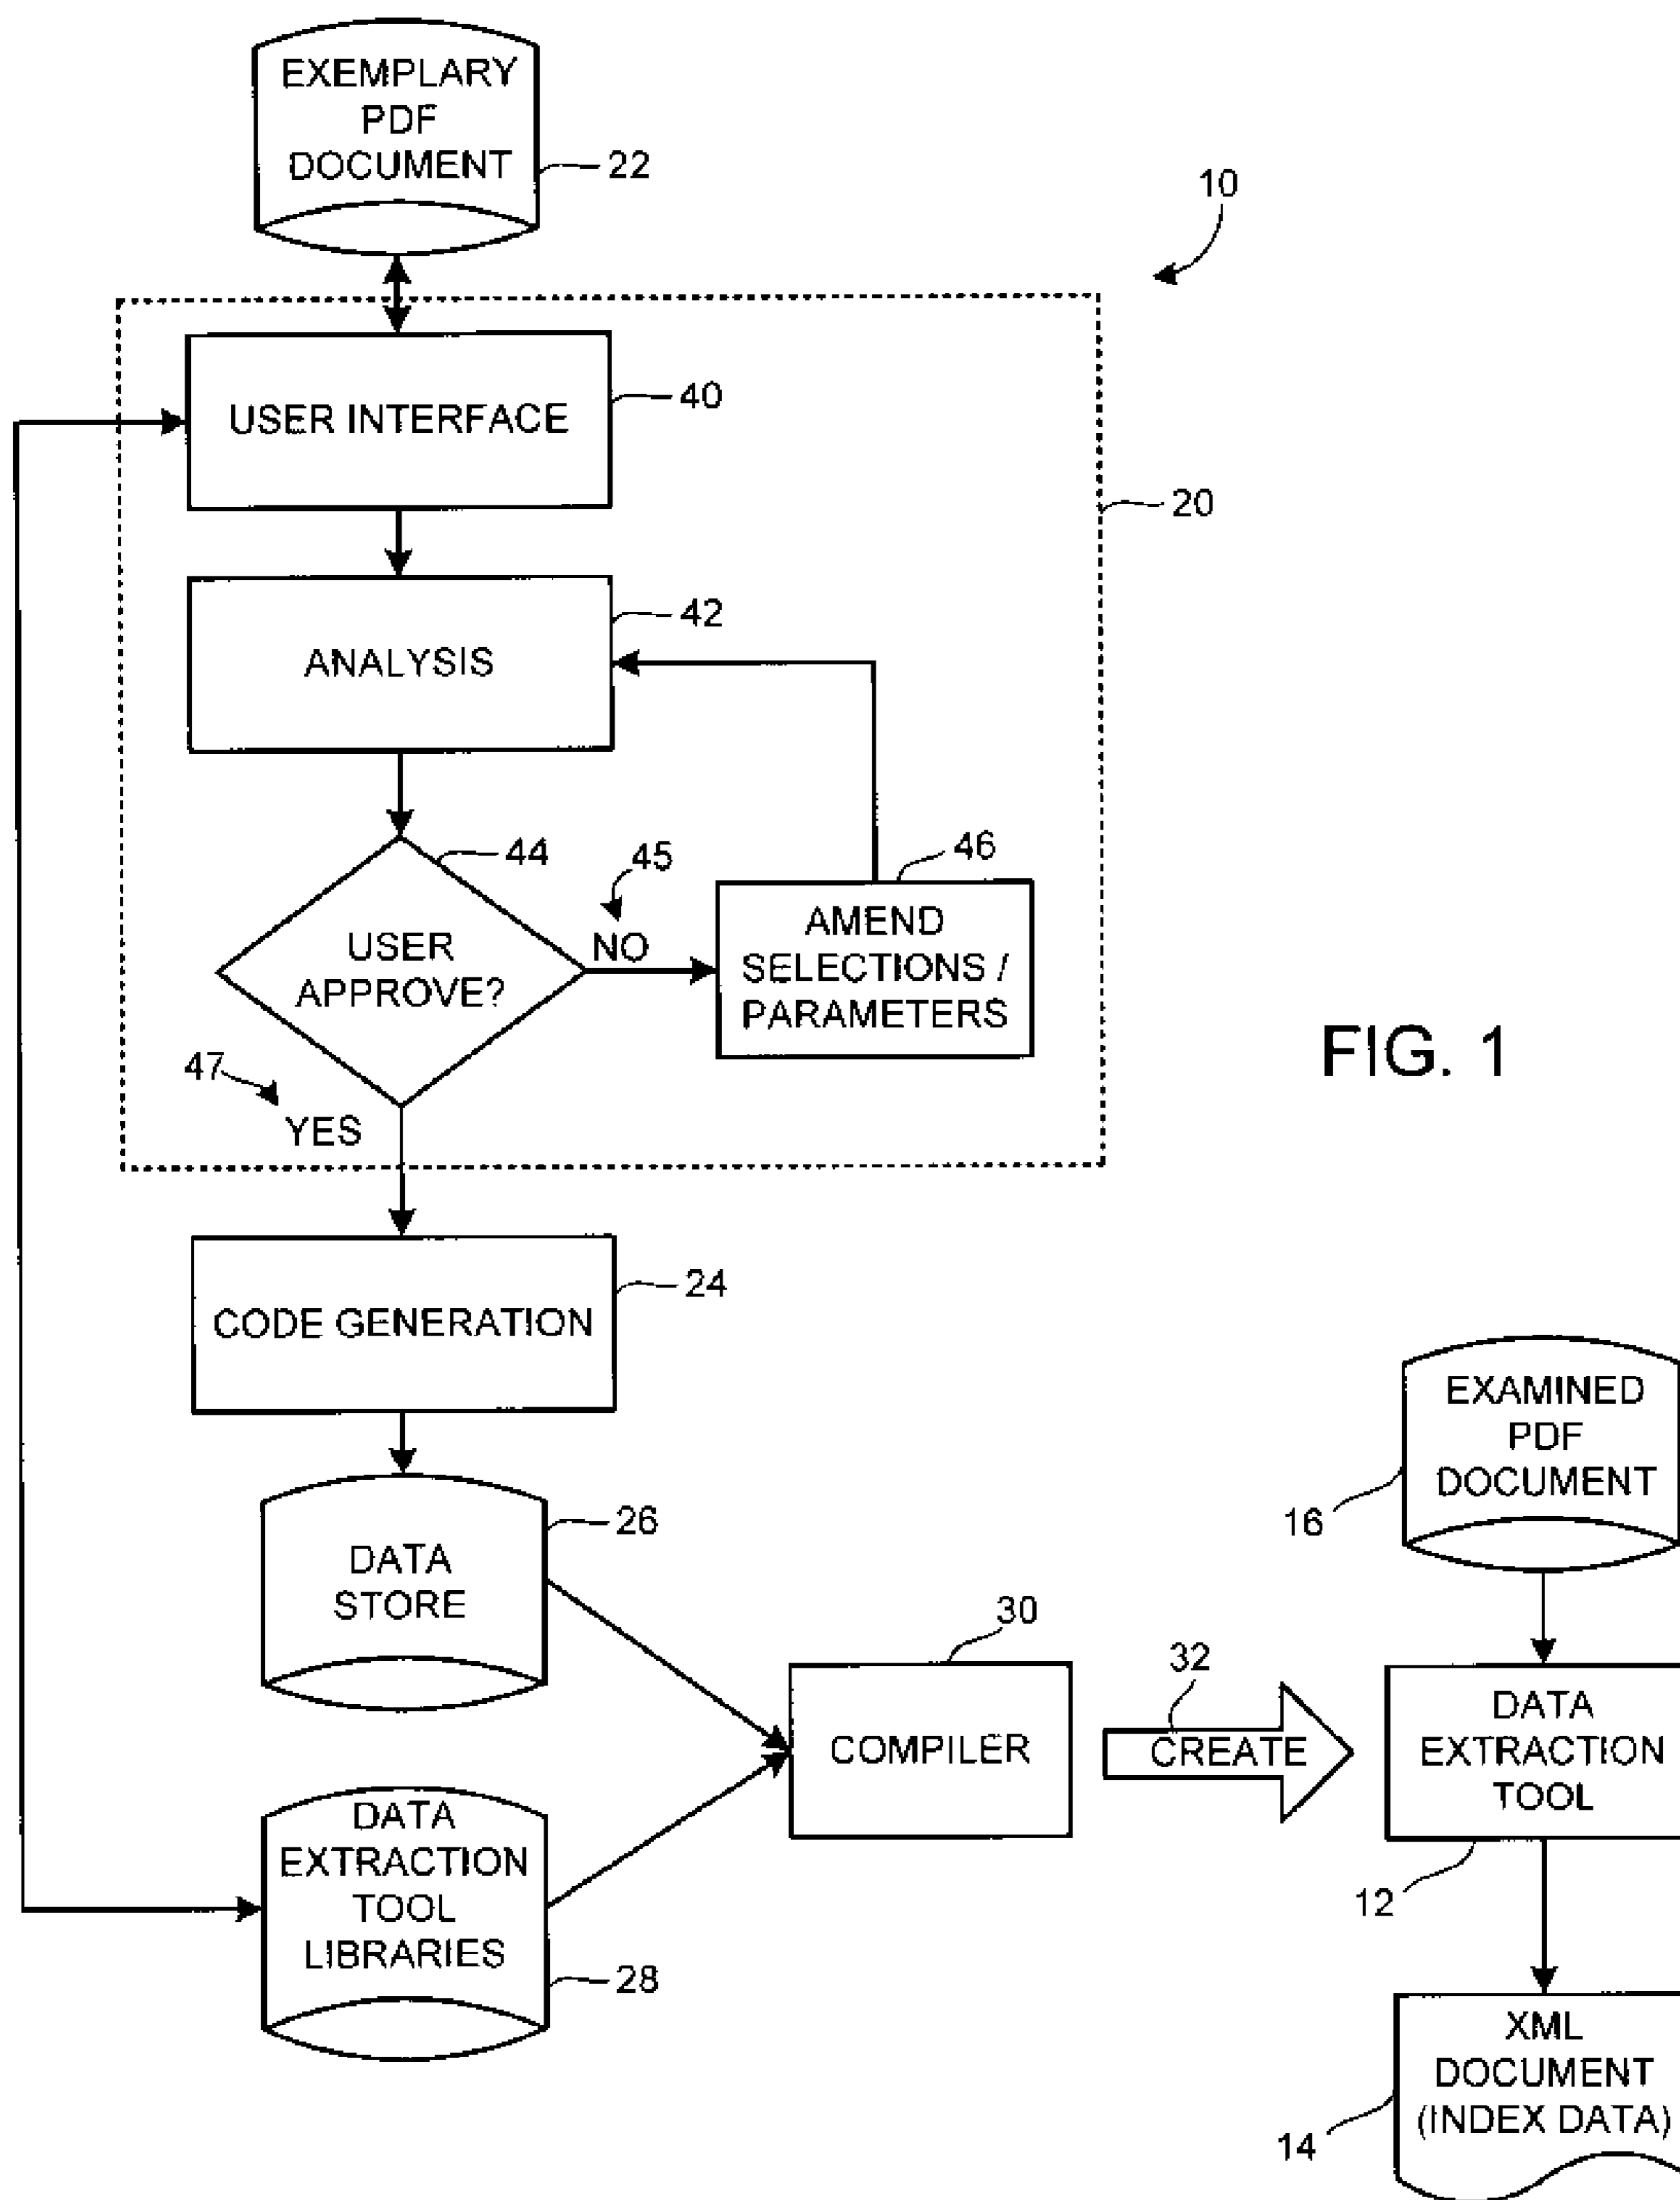 EXEMPLARY
PDF
DOCUMENT
22
10
USER INTERFACE
40
20
ANALYSIS
42
44
45
46
USER
APPROVE?
NO
AMEND
SELECTIONS /
PARAMETERS
47
YES
FIG. 1
CODE GENERATION
24
EXAMINED
PDF
DOCUMENT
16
DATA
STORE
26
30
COMPILER
32
CREATE
DATA
EXTRACTION
TOOL
12
DATA
EXTRACTION
TOOL
LIBRARIES
28
XML
DOCUMENT
(INDEX DATA)
14